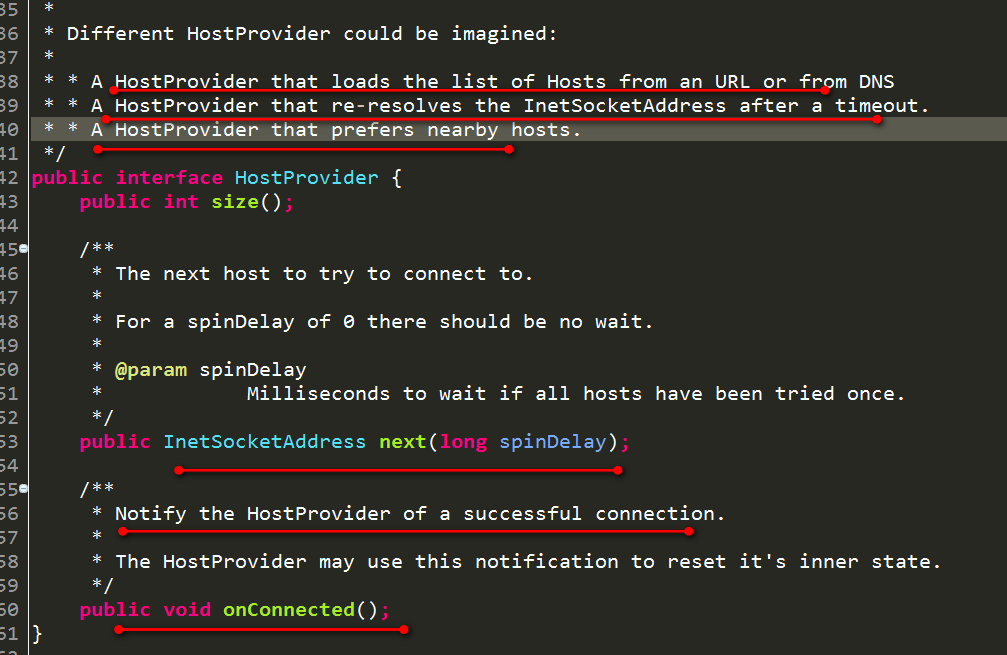 35  *
36  * Different HostProvider could be imagined:
37  *
38  * * A HostProvider that loads the list of Hosts from an URL or from DNS
39  * * A HostProvider that re-resolves the InetSocketAddress after a timeout.
40  * * A HostProvider that prefers nearby hosts.
41  */
42 public interface HostProvider {
43     public int size();
44
45     /**
46      * The next host to try to connect to.
47      *
48      * For a spinDelay of 0 there should be no wait.
49      *
50      * @param spinDelay
51      *            Milliseconds to wait if all hosts have been tried once.
52      */
53     public InetSocketAddress next(long spinDelay);
54
55     /**
56      * Notify the HostProvider of a successful connection.
57      *
58      * The HostProvider may use this notification to reset it's inner state.
59      */
60     public void onConnected();
61 }